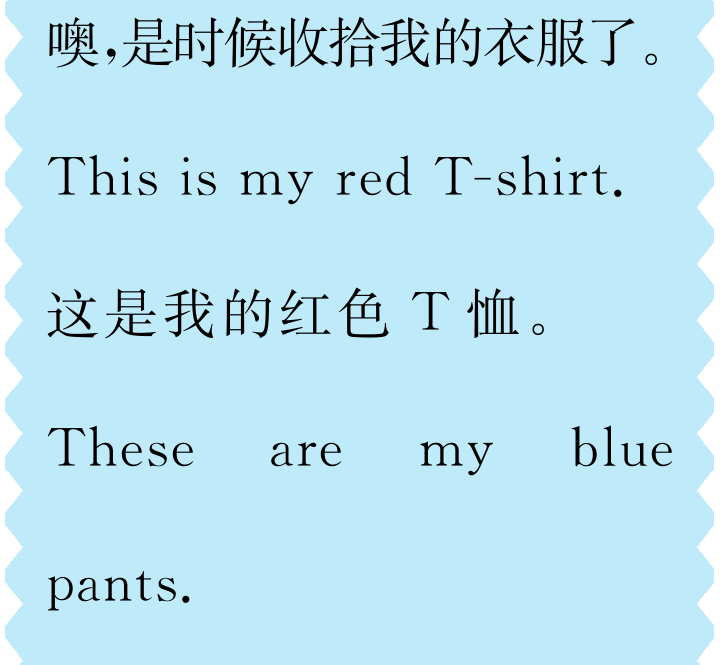 噢,是时候收拾我的衣服了。
This is my red T-shirt.
这是我的红色 T 恤。
These are my blue
pants.